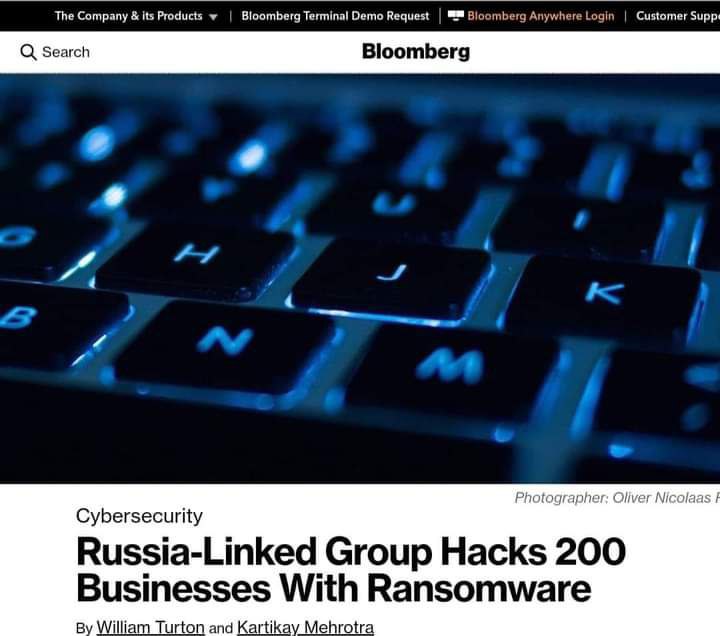 The Company & its Products ▼ | Bloomberg Terminal Demo Request | Bloomberg Anywhere Login | Customer Supp
Search Bloomberg
U I
G H J K
B N M
Photographer: Oliver Nicolaas
Cybersecurity
Russia-Linked Group Hacks 200
Businesses With Ransomware
By William Turton and Kartikay Mehrotra